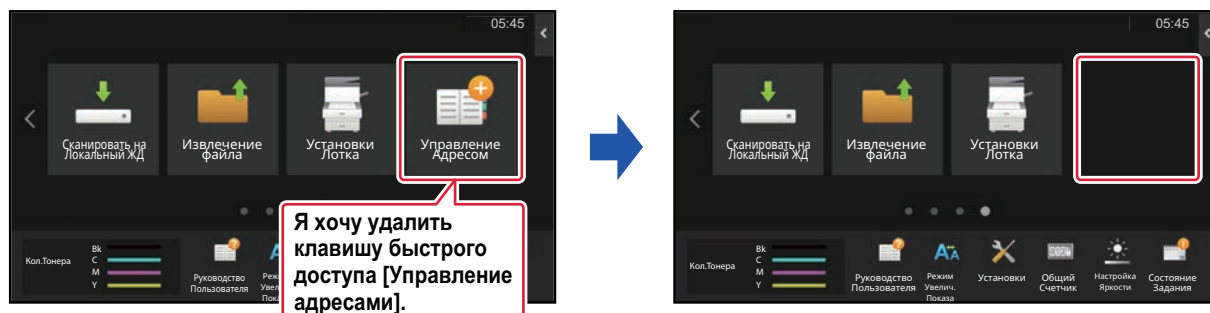 05:45
Сканировать на
Локальный ЖД
Извлечение
файла
Установки
Лотка
Управление
Адресом
Я хочу удалить
клавишу быстрого
доступа [Управление
адресами].
Кол.Тонера
Bk
C
M
Y
Руководство
Пользователя
05:45
Сканировать на
Локальный ЖД
Извлечение
файла
Установки
Лотка
Кол.Тонера
Bk
C
M
Y
Руководство
Пользователя
Режим
Увелич.
Показа
Установки
Общий
Счетчик
Настройка
Яркости
Состояние
Задания